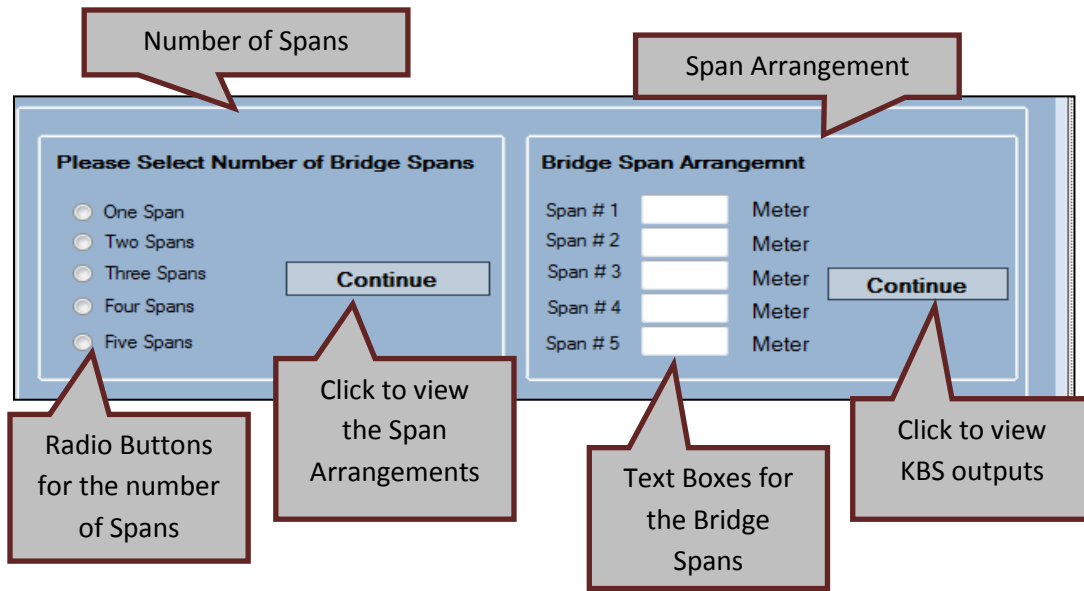 Number of Spans
Span Arrangement
Please Select Number of Bridge Spans
One Span
Two Spans
Three Spans
Four Spans
Five Spans
Continue
Bridge Span Arrangemnt
Span # 1 Meter
Span # 2 Meter
Span # 3 Meter
Span # 4 Meter
Span # 5 Meter
Continue
Radio Buttons
for the number
of Spans
Click to view
the Span
Arrangements
Text Boxes for
the Bridge
Spans
Click to view
KBS outputs